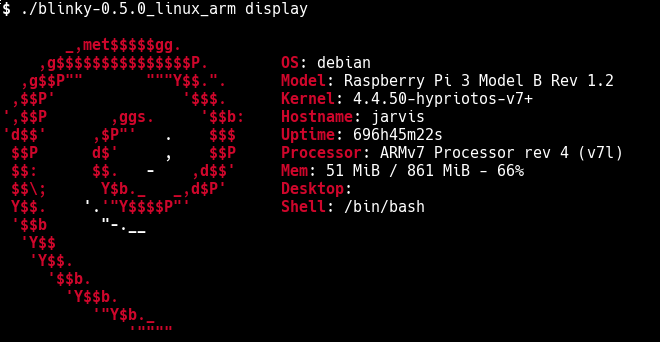 $ ./blinky-0.5.0_linux_arm display
       _,met$$$$$gg.
    ,g$$$$$$$$$$$$$$$P.        OS: debian
  ,g$$P""       """Y$$.".      Model: Raspberry Pi 3 Model B Rev 1.2
 ,$$P'              '$$$.      Kernel: 4.4.50-hypriotos-v7+
',$$P       ,ggs.     '$$b:    Hostname: jarvis
'd$$'     ,$P"'   .    $$$     Uptime: 696h45m22s
 $$P      d$'     ,    $$P     Processor: ARMv7 Processor rev 4 (v7l)
 $$:      $$.   -    ,d$$'     Mem: 51 MiB / 861 MiB - 66%
 $$\;      Y$b._   _,d$P'      Desktop:
 Y$$.    '.'"Y$$$$P"'          Shell: /bin/bash
 '$$b      "-.__
  'Y$$
   'Y$$.
     '$$b.
       'Y$$b.
          '"Y$b._
              '""""